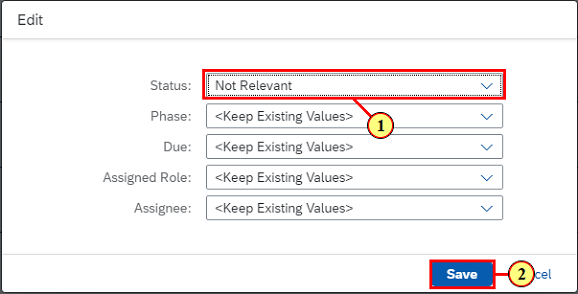 Edit
Status: Not Relevant
1
Phase: <Keep Existing Values>
Due: <Keep Existing Values>
Assigned Role: <Keep Existing Values>
Assignee: <Keep Existing Values>
Save 2 cel